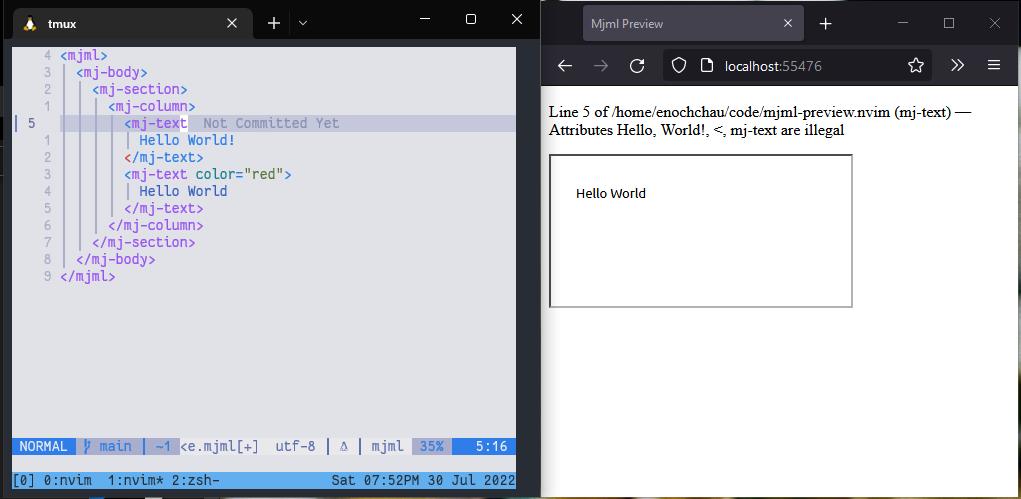 tmux
4 <mjml>
3 <mj-body>
2 <mj-section>
1 <mj-column>
5 <mj-text Not Committed Yet
1 Hello World!
2 </mj-text>
3 <mj-text color="red">
4 Hello World
5 </mj-text>
6 </mj-column>
7 </mj-section>
8 </mj-body>
9 </mjml>
NORMAL main | ~1 <e.mjml[+] utf-8 | | mjml 35% 5:16
[0] 0:nvim 1:nvim* 2:zsh- Sat 07:52PM 30 Jul 2022
Mjml Preview
localhost:55476
Line 5 of /home/enochchau/code/mjml-preview.nvim (mj-text) —
Attributes Hello, World!, <, mj-text are illegal
Hello World